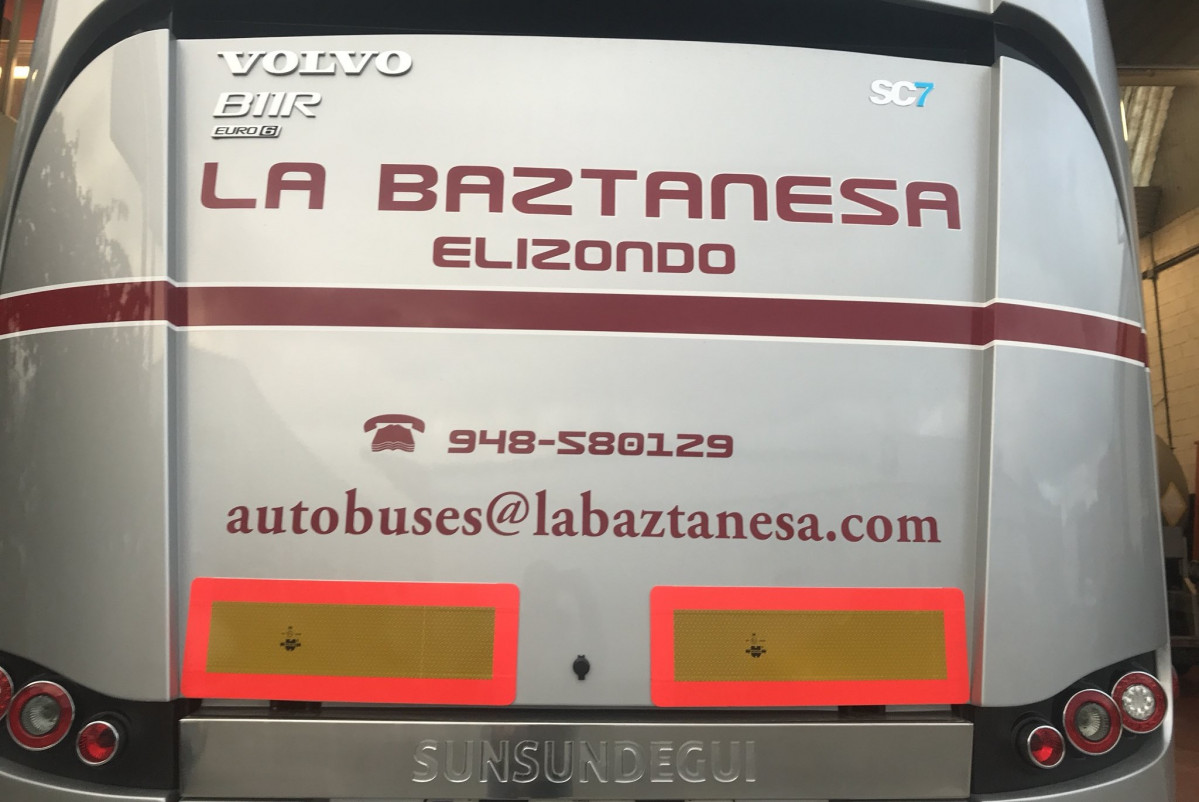 VOLVO
B11R
EURO 6
SC7
LA BAZTANESA
ELIZONDO
948-580129
autobuses@labaztanesa.com
SUNSUNDEGUI